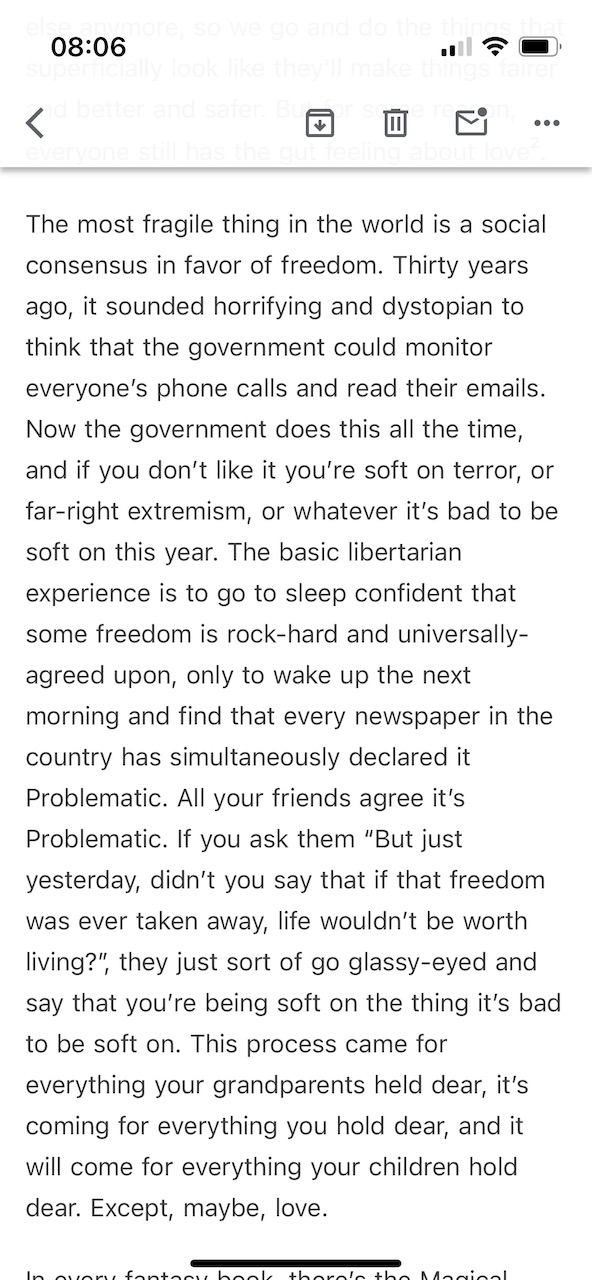 else anymore, so we go and do the things that
08:06
superficially look like they'll make things fairer
and better and safer. But for some reason,
everyone still has the gut feeling about love².
The most fragile thing in the world is a social
consensus in favor of freedom. Thirty years
ago, it sounded horrifying and dystopian to
think that the government could monitor
everyone’s phone calls and read their emails.
Now the government does this all the time,
and if you don’t like it you’re soft on terror, or
far-right extremism, or whatever it’s bad to be
soft on this year. The basic libertarian
experience is to go to sleep confident that
some freedom is rock-hard and universally-
agreed upon, only to wake up the next
morning and find that every newspaper in the
country has simultaneously declared it
Problematic. All your friends agree it’s
Problematic. If you ask them “But just
yesterday, didn’t you say that if that freedom
was ever taken away, life wouldn’t be worth
living?”, they just sort of go glassy-eyed and
say that you’re being soft on the thing it’s bad
to be soft on. This process came for
everything your grandparents held dear, it’s
coming for everything you hold dear, and it
will come for everything your children hold
dear. Except, maybe, love.
In every fantasy book, there’s the Magical